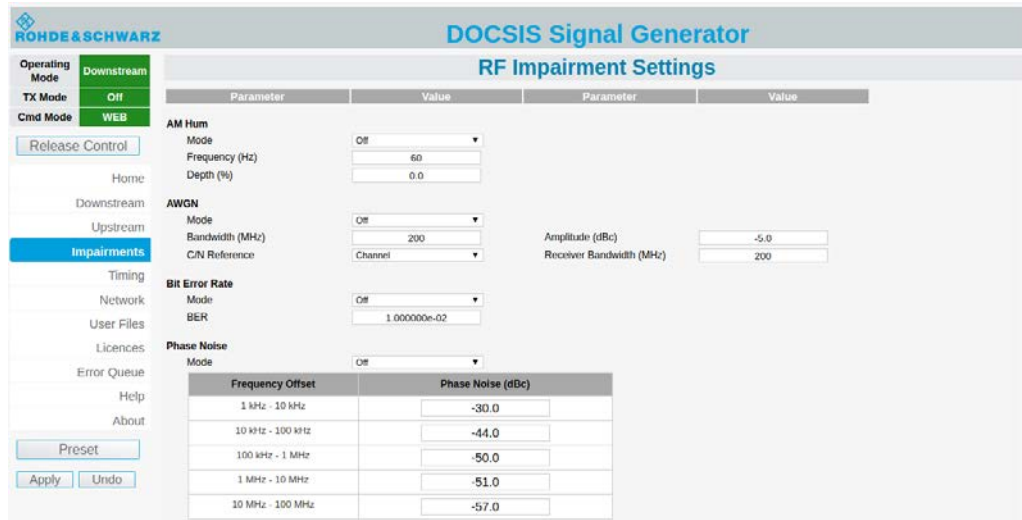 ROHDE&SCHWARZ
DOCSIS Signal Generator
Operating Mode Downstream
RF Impairment Settings
TX Mode Off
Parameter Value Parameter Value
Cmd Mode WEB
Release Control
Home
Downstream
Upstream
Impairments
Timing
Network
User Files
Licences
Error Queue
Help
About
Preset
Apply Undo
AM Hum
Mode Off
Frequency (Hz) 60
Depth (%) 0.0
AWGN
Mode Off
Bandwidth (MHz) 200 Amplitude (dBc) -5.0
C/N Reference Channel Receiver Bandwidth (MHz) 200
Bit Error Rate
Mode Off
BER 1.000000e-02
Phase Noise
Mode Off
Frequency Offset Phase Noise (dBc)
1 kHz - 10 kHz -30.0
10 kHz - 100 kHz -44.0
100 kHz - 1 MHz -50.0
1 MHz - 10 MHz -51.0
10 MHz - 100 MHz -57.0